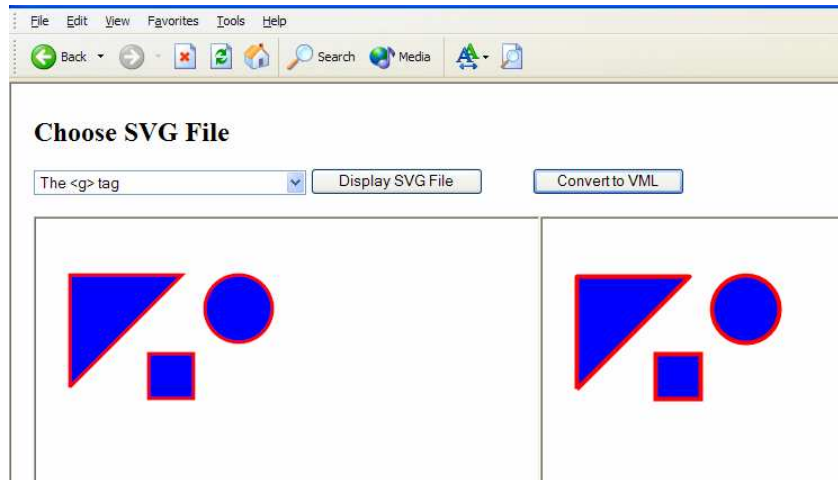 File Edit View Favorites Tools Help
Back Search Media
Choose SVG File
The <g> tag Display SVG File Convert to VML